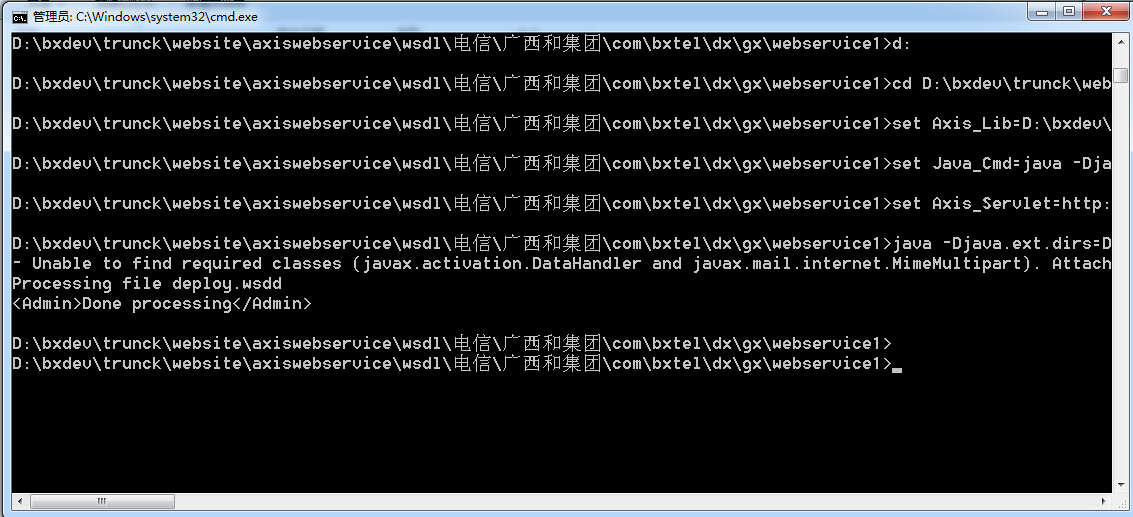 管理员: C:\Windows\system32\cmd.exe
D:\bxdev\trunck\website\axiswebservice\wsdl\电信\广西和集团\com\bxtel\dx\gx\webservice1>d:
D:\bxdev\trunck\website\axiswebservice\wsdl\电信\广西和集团\com\bxtel\dx\gx\webservice1>cd D:\bxdev\trunck\web
D:\bxdev\trunck\website\axiswebservice\wsdl\电信\广西和集团\com\bxtel\dx\gx\webservice1>set Axis_Lib=D:\bxdev\
D:\bxdev\trunck\website\axiswebservice\wsdl\电信\广西和集团\com\bxtel\dx\gx\webservice1>set Java_Cmd=java -Dja
D:\bxdev\trunck\website\axiswebservice\wsdl\电信\广西和集团\com\bxtel\dx\gx\webservice1>set Axis_Servlet=http:
D:\bxdev\trunck\website\axiswebservice\wsdl\电信\广西和集团\com\bxtel\dx\gx\webservice1>java -Djava.ext.dirs=D
- Unable to find required classes (javax.activation.DataHandler and javax.mail.internet.MimeMultipart). Attach
Processing file deploy.wsdd
<Admin>Done processing</Admin>
D:\bxdev\trunck\website\axiswebservice\wsdl\电信\广西和集团\com\bxtel\dx\gx\webservice1>
D:\bxdev\trunck\website\axiswebservice\wsdl\电信\广西和集团\com\bxtel\dx\gx\webservice1>